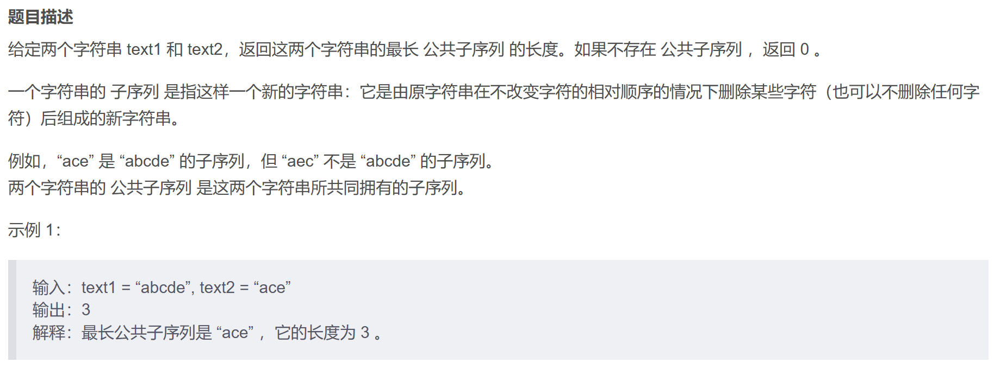 题目描述
给定两个字符串 text1 和 text2，返回这两个字符串的最长 公共子序列 的长度。如果不存在 公共子序列 ，返回 0 。
一个字符串的 子序列 是指这样一个新的字符串：它是由原字符串在不改变字符的相对顺序的情况下删除某些字符（也可以不删除任何字
符）后组成的新字符串。
例如，“ace” 是 “abcde” 的子序列，但 “aec” 不是 “abcde” 的子序列。
两个字符串的 公共子序列 是这两个字符串所共同拥有的子序列。
示例 1：
输入：text1 = “abcde”, text2 = “ace”
输出：3
解释：最长公共子序列是 “ace” ，它的长度为 3 。